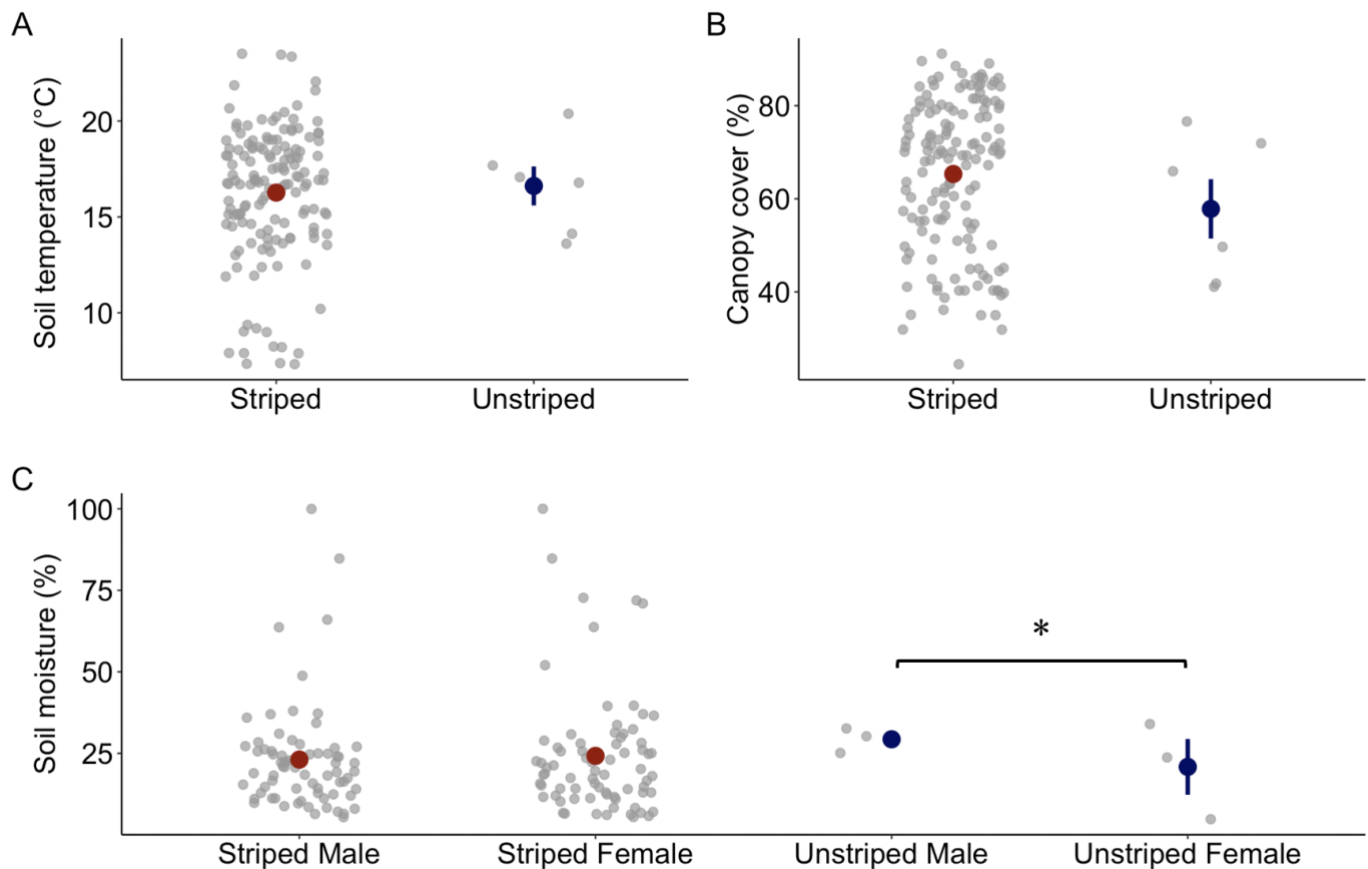 A
Soil temperature (°C)
20
15
10
Striped
Unstriped
B
Canopy cover (%)
80
60
40
Striped
Unstriped
C
Soil moisture (%)
100
75
50
25
*
Striped Male
Striped Female
Unstriped Male
Unstriped Female